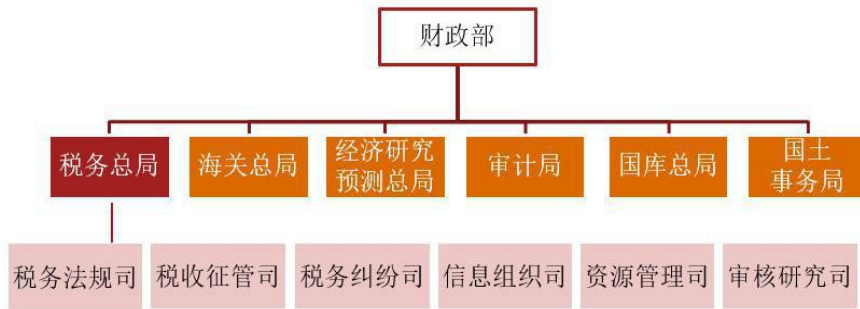 财政部
税务总局
海关总局
经济研究
预测总局
审计局
国库总局
国土
事务局
税务法规司
税收征管司
税务纠纷司
信息组织司
资源管理司
审核研究司